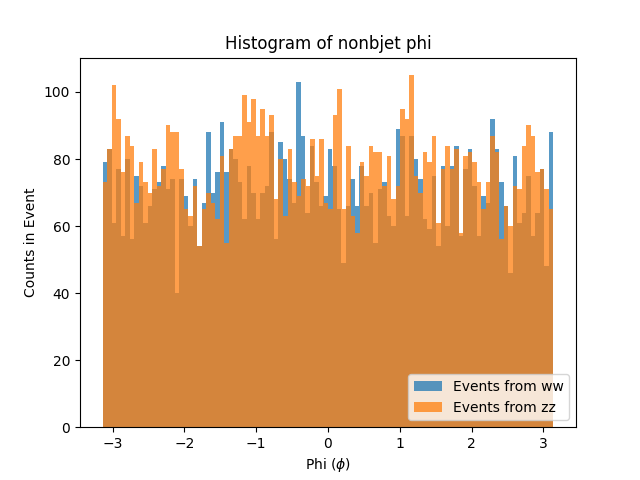 Histogram of nonbjet phi
Counts in Event
100
80
60
40
20
0
−3
−2
−1
0
1
2
3
Phi (ϕ)
Events from ww
Events from zz